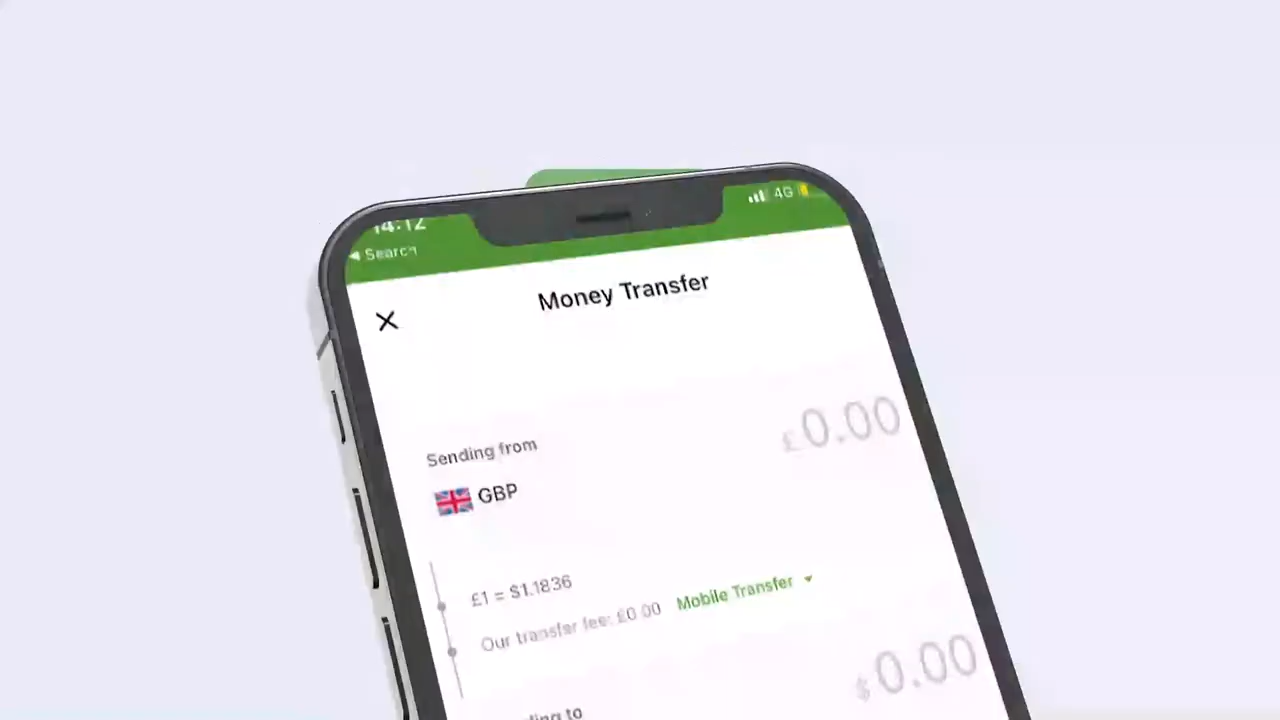 14:12
4G
Search
Money Transfer
Sending from
£0.00
GBP
£1 = $1.1836
Our transfer fee: £0.00 Mobile Transfer
$0.00
to